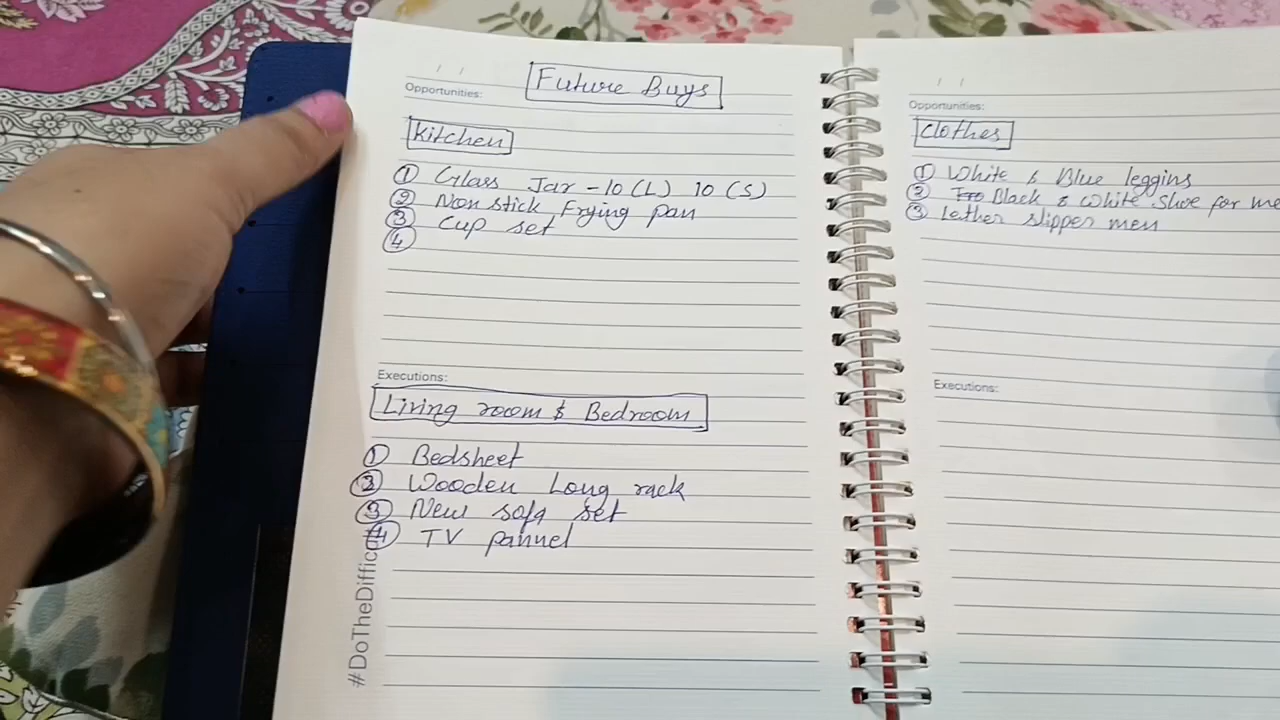 Future Buys
Opportunities:
Kitchen
① Glass Jar - 10 (L) 10 (S)
② Non stick Frying pan
③ Cup set
④
Executions:
Living room & Bedroom
① Bedsheet
② Wooden Long rack
③ New sofa set
④ TV pannel
#DoTheDiffic
Opportunities:
Clothes
① White & Blue leggins
② Black & White Shoe for me
③ Lether slipper men
Executions: